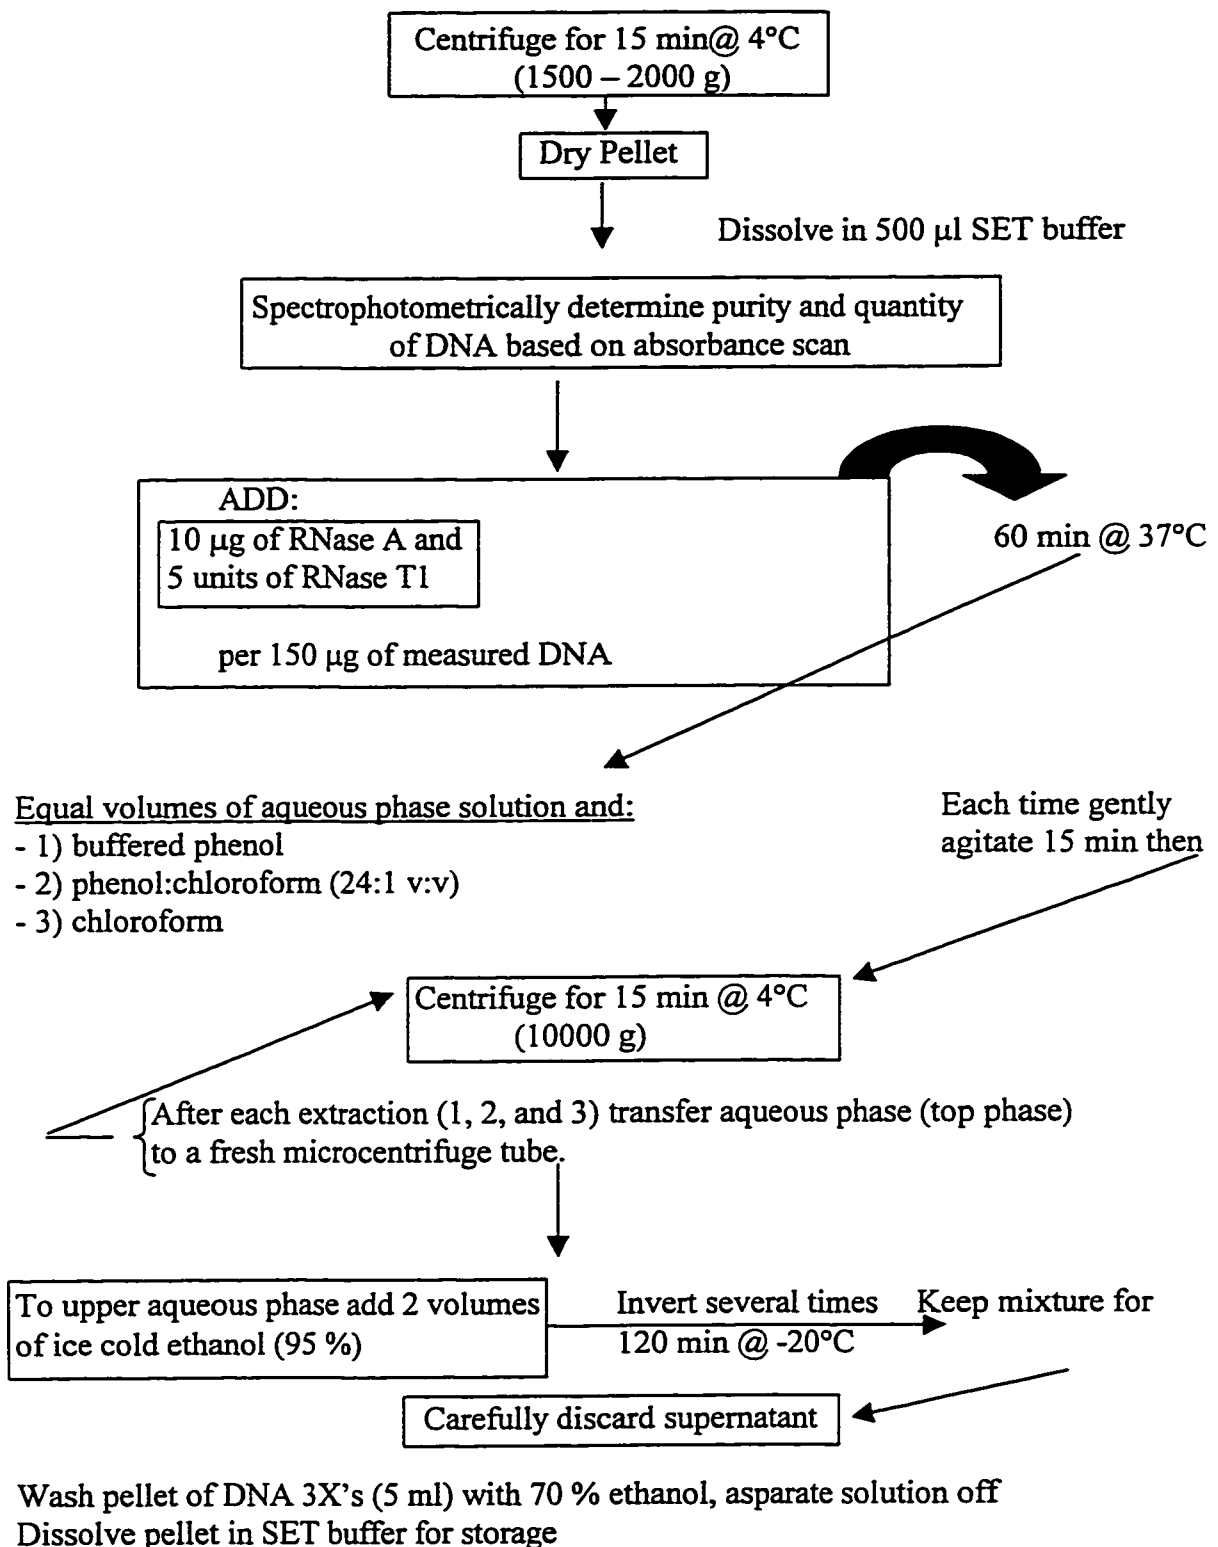 Centrifuge for 15 min@ 4°C
(1500 – 2000 g)
Dry Pellet
Dissolve in 500 µl SET buffer
Spectrophotometrically determine purity and quantity
of DNA based on absorbance scan
ADD:
10 µg of RNase A and
5 units of RNase T1
60 min @ 37°C
per 150 µg of measured DNA
Equal volumes of aqueous phase solution and:
- 1) buffered phenol
- 2) phenol:chloroform (24:1 v:v)
- 3) chloroform
Each time gently
agitate 15 min then
Centrifuge for 15 min @ 4°C
(10000 g)
After each extraction (1, 2, and 3) transfer aqueous phase (top phase)
to a fresh microcentrifuge tube.
To upper aqueous phase add 2 volumes
of ice cold ethanol (95 %)
Invert several times
120 min @ -20°C
Keep mixture for
Carefully discard supernatant
Wash pellet of DNA 3X's (5 ml) with 70 % ethanol, asparate solution off
Dissolve pellet in SET buffer for storage